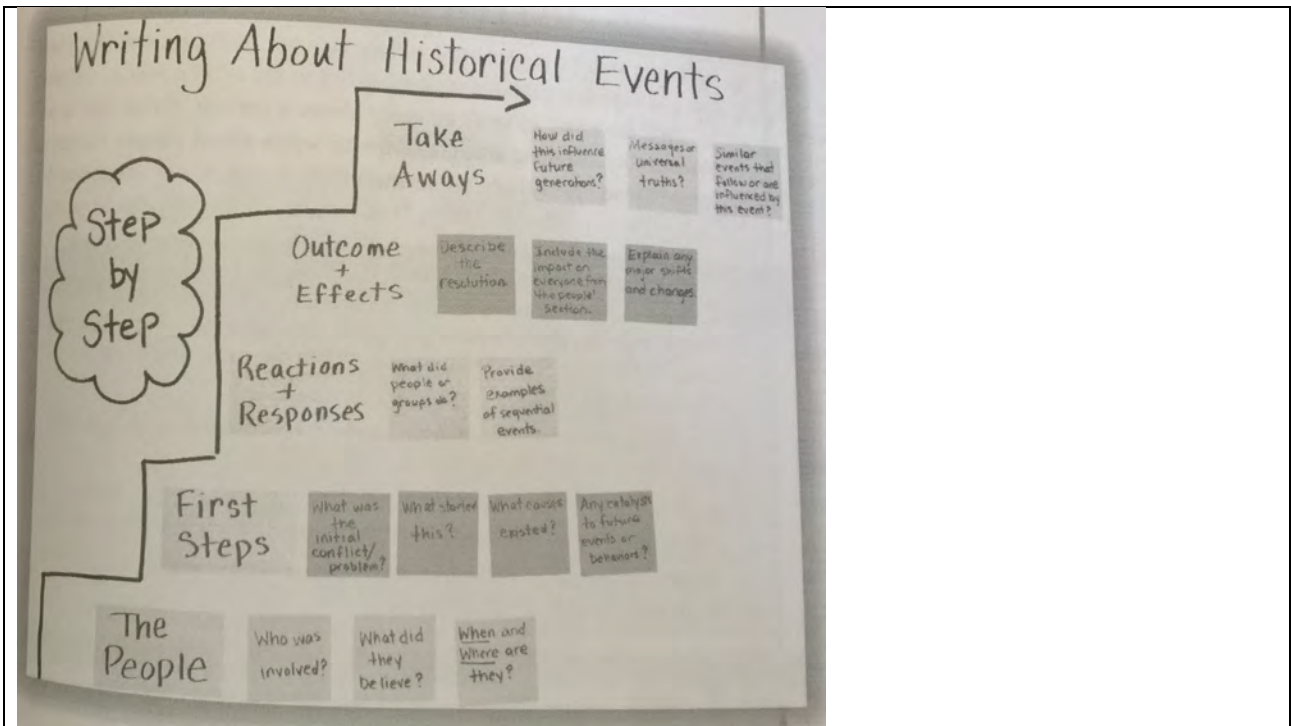 Writing About Historical Events
Step
by
Step
Take
Aways
How did
this influence
future
generations?
Messages or
universal
truths?
Similar
events that
follow or are
influenced by
this event?
Outcome
+
Effects
Describe
the
resolution.
Include the
impact on
everyone from
"the people"
section.
Explain any
major shifts
and changes.
Reactions
+
Responses
What did
people or
groups do?
Provide
examples
of sequential
events.
First
Steps
What was
the
initial
conflict/
problem?
What started
this?
What causes
existed?
Any catalyst
to future
events or
behaviors?
The
People
Who was
involved?
What did
they
believe?
When and
Where are
they?